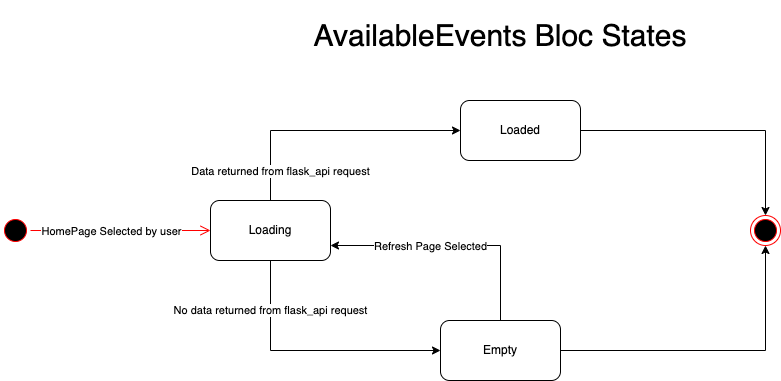 AvailableEvents Bloc States
Loaded
Data returned from flask_api request
HomePage Selected by user
Loading
Refresh Page Selected
No data returned from flask_api request
Empty